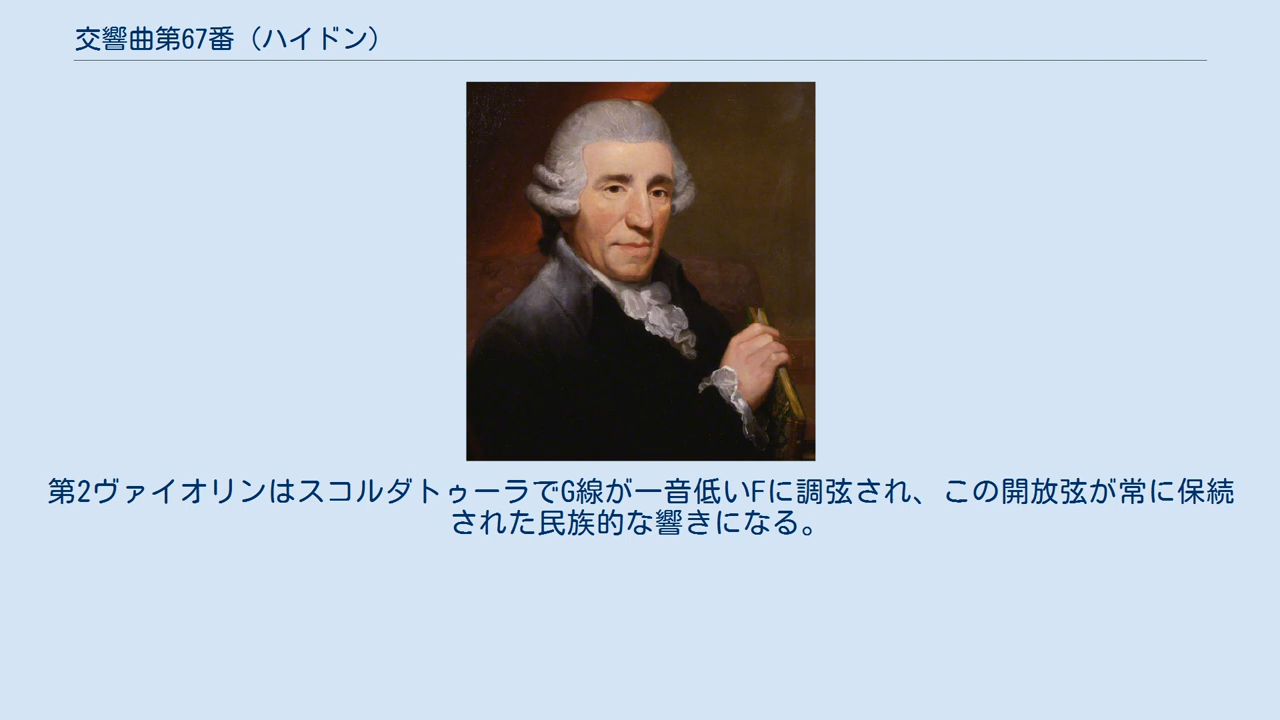 交響曲第67番（ハイドン）
第2ヴァイオリンはスコルダトゥーラでG線が一音低いFに調弦され、この開放弦が常に保続
された民族的な響きになる。